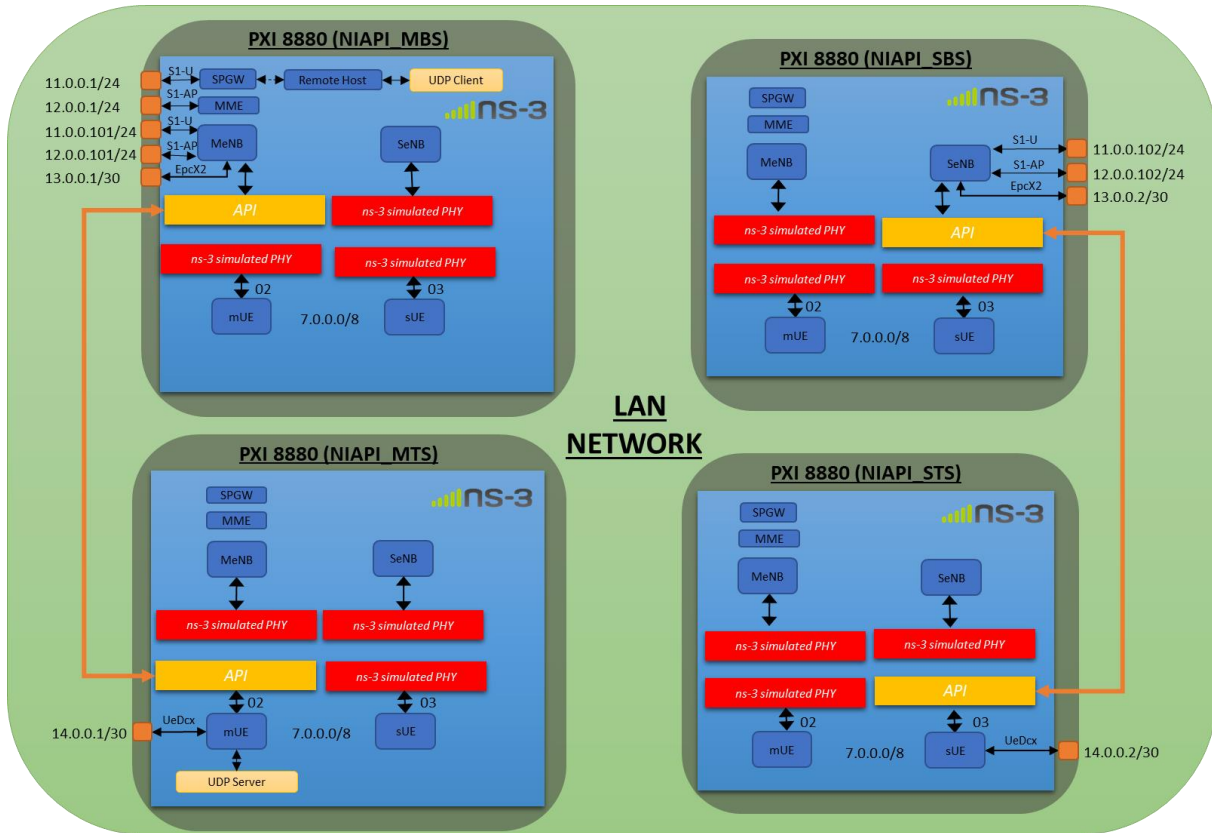 PXI 8880 (NIAPI_MBS)
11.0.0.1/24
12.0.0.1/24
11.0.0.101/24
12.0.0.101/24
13.0.0.1/30
S1-U
S1-AP
S1-U
S1-AP
EpcX2
SPGW
Remote Host
UDP Client
MME
ns-3
MeNB
SeNB
API
ns-3 simulated PHY
ns-3 simulated PHY
ns-3 simulated PHY
02
03
mUE
7.0.0.0/8
sUE
PXI 8880 (NIAPI_SBS)
SPGW
ns-3
MME
MeNB
SeNB
S1-U
S1-AP
EpcX2
11.0.0.102/24
12.0.0.102/24
13.0.0.2/30
ns-3 simulated PHY
API
ns-3 simulated PHY
ns-3 simulated PHY
02
03
mUE
7.0.0.0/8
sUE
LAN
NETWORK
PXI 8880 (NIAPI_MTS)
SPGW
ns-3
MME
MeNB
SeNB
ns-3 simulated PHY
ns-3 simulated PHY
API
ns-3 simulated PHY
02
03
14.0.0.1/30
UeDcx
mUE
7.0.0.0/8
sUE
UDP Server
PXI 8880 (NIAPI_STS)
SPGW
ns-3
MME
MeNB
SeNB
ns-3 simulated PHY
ns-3 simulated PHY
ns-3 simulated PHY
API
02
03
mUE
7.0.0.0/8
sUE
UeDcx
14.0.0.2/30